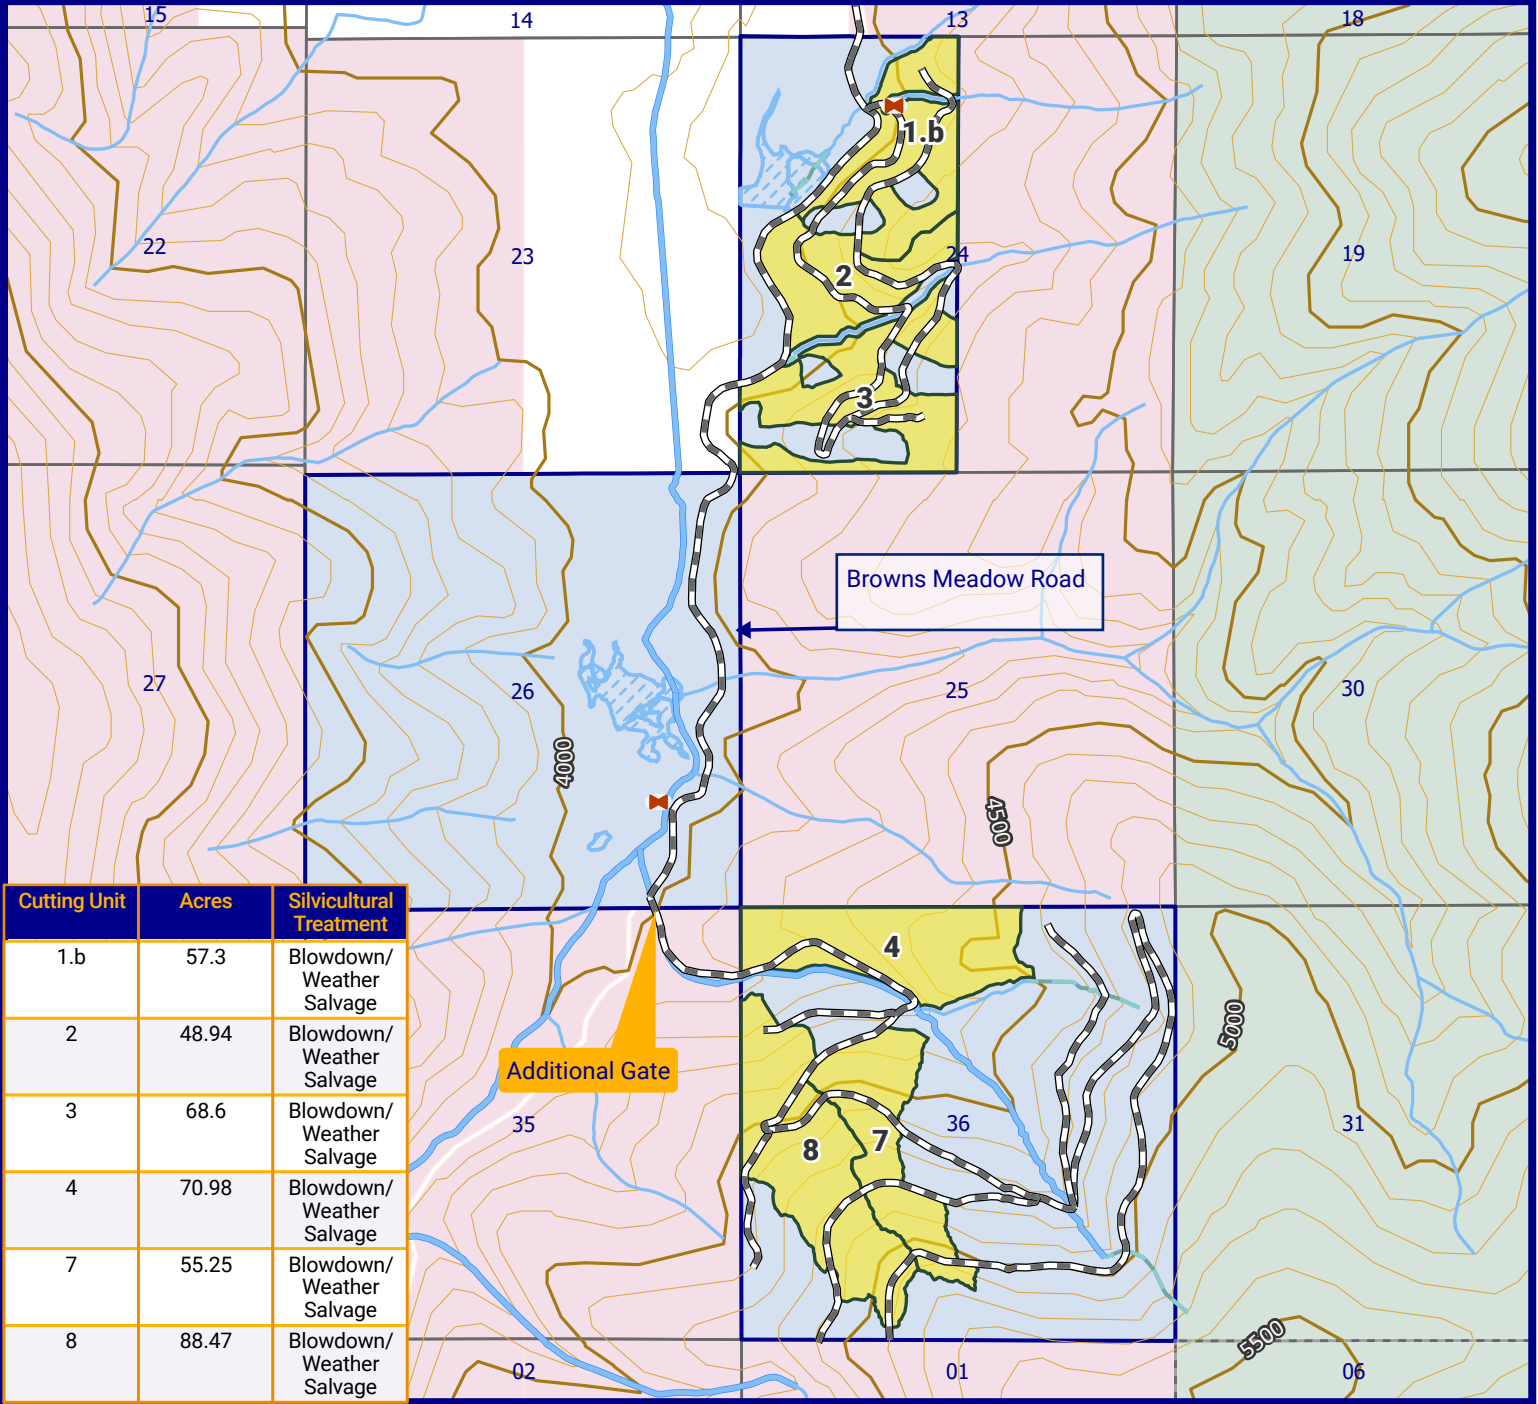 15
14
13
18
1.b
22
23
24
19
2
3
Browns Meadow Road
27
26
25
30
4000
4500
Cutting Unit Acres Silvicultural
Treatment
1.b 57.3 Blowdown/
Weather
Salvage
2 48.94 Blowdown/
Weather
Salvage
3 68.6 Blowdown/
Weather
Salvage
4 70.98 Blowdown/
Weather
Salvage
7 55.25 Blowdown/
Weather
Salvage
8 88.47 Blowdown/
Weather
Salvage
4
5000
Additional Gate
35
36
31
8
7
5500
02
01
06